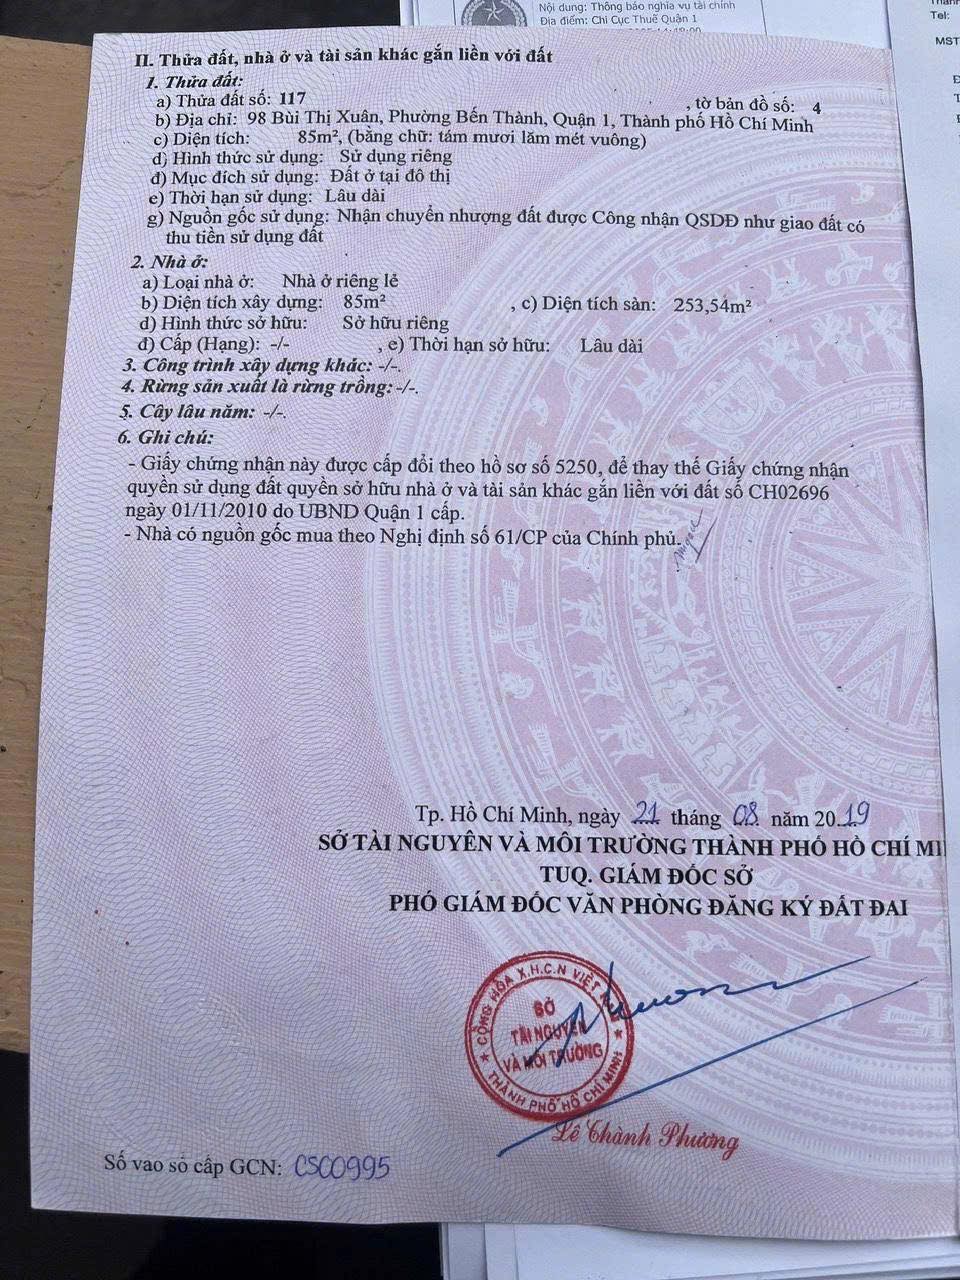 Nội dung: Thông báo nghĩa vụ tài chính
Địa điểm: Chi Cục Thuế Quận 1
Tel:
MST
II. Thửa đất, nhà ở và tài sản khác gắn liền với đất
1. Thửa đất:
a) Thửa đất số: 117 , tờ bản đồ số: 4
b) Địa chỉ: 98 Bùi Thị Xuân, Phường Bến Thành, Quận 1, Thành phố Hồ Chí Minh
c) Diện tích: 85m², (bằng chữ: tám mươi lăm mét vuông)
d) Hình thức sử dụng: Sử dụng riêng
đ) Mục đích sử dụng: Đất ở tại đô thị
e) Thời hạn sử dụng: Lâu dài
g) Nguồn gốc sử dụng: Nhận chuyển nhượng đất được Công nhận QSDĐ như giao đất có
thu tiền sử dụng đất
2. Nhà ở:
a) Loại nhà ở: Nhà ở riêng lẻ
b) Diện tích xây dựng: 85m² , c) Diện tích sàn: 253,54m²
d) Hình thức sở hữu: Sở hữu riêng
đ) Cấp (Hạng): -/- , e) Thời hạn sở hữu: Lâu dài
3. Công trình xây dựng khác: -/-.
4. Rừng sản xuất là rừng trồng: -/-.
5. Cây lâu năm: -/-.
6. Ghi chú:
- Giấy chứng nhận này được cấp đổi theo hồ sơ số 5250, để thay thế Giấy chứng nhận
quyền sử dụng đất quyền sở hữu nhà ở và tài sản khác gắn liền với đất số CH02696
ngày 01/11/2010 do UBND Quận 1 cấp.
- Nhà có nguồn gốc mua theo Nghị định số 61/CP của Chính phủ.
Tp. Hồ Chí Minh, ngày 21 tháng 08 năm 2019
SỞ TÀI NGUYÊN VÀ MÔI TRƯỜNG THÀNH PHỐ HỒ CHÍ MI
TUQ. GIÁM ĐỐC SỞ
PHÓ GIÁM ĐỐC VĂN PHÒNG ĐĂNG KÝ ĐẤT ĐAI
CỘNG HÒA X.H.C.N VIỆT NAM
SỞ
TÀI NGUYÊN
VÀ MÔI TRƯỜNG
THÀNH PHỐ HỒ CHÍ MINH
Lê Thành Phương
Số vào sổ cấp GCN: CSC0995